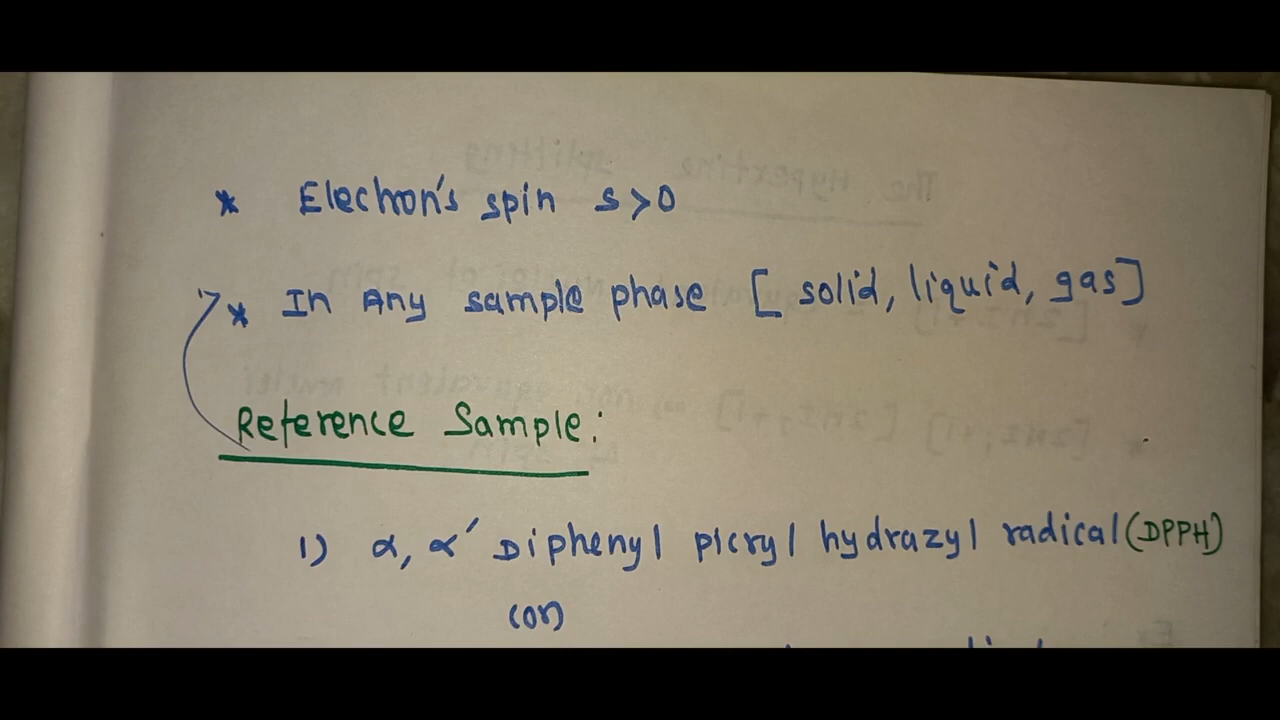 * Electron's spin s>0
* In Any sample phase [ solid, liquid, gas]
Reference Sample:
1) α, α' Diphenyl picryl hydrazyl radical (DPPH)
(or)